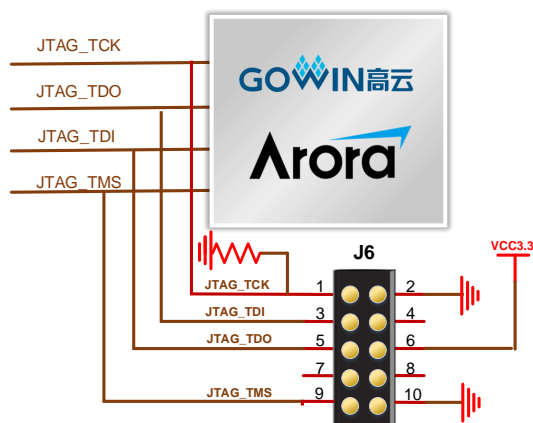 JTAG_TCK
JTAG_TDO
JTAG_TDI
JTAG_TMS
GOWIN高云
Arora
J6
VCC3.3
JTAG_TCK 1 2
JTAG_TDI 3 4
JTAG_TDO 5 6
7 8
JTAG_TMS 9 10